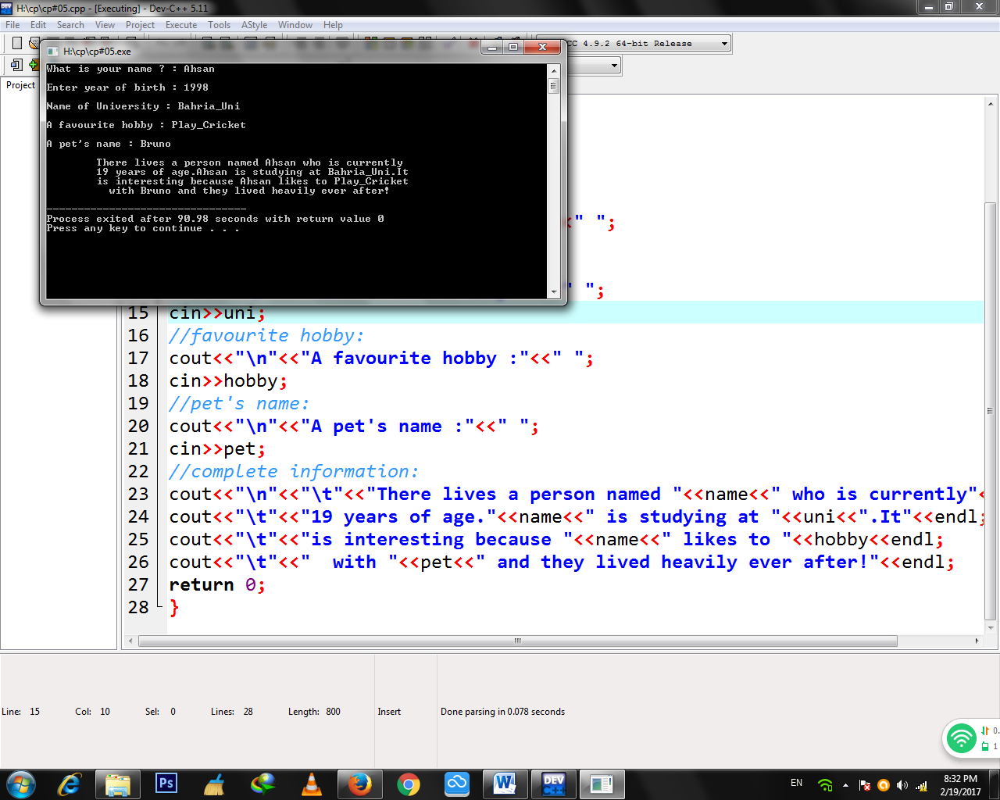 H:\cp\cp#05.cpp - [Executing] - Dev-C++ 5.11
File Edit Search View Project Execute Tools AStyle Window Help
CC 4.9.2 64-bit Release
H:\cp\cp#05.exe
Project
What is your name ? : Ahsan
Enter year of birth : 1998
Name of University : Bahria_Uni
A favourite hobby : Play_Cricket
A pet's name : Bruno
There lives a person named Ahsan who is currently
19 years of age.Ahsan is studying at Bahria_Uni.It
is interesting because Ahsan likes to Play_Cricket
with Bruno and they lived heavily ever after!
--------------------------------
Process exited after 90.98 seconds with return value 0
Press any key to continue . . .
<" ";
" ";
15 cin>>uni;
16 //favourite hobby:
17 cout<<"\n"<<"A favourite hobby :"<<" ";
18 cin>>hobby;
19 //pet's name:
20 cout<<"\n"<<"A pet's name :"<<" ";
21 cin>>pet;
22 //complete information:
23 cout<<"\n"<<"\t"<<"There lives a person named "<<name<<" who is currently"<
24 cout<<"\t"<<"19 years of age."<<name<<" is studying at "<<uni<<".It"<<endl;
25 cout<<"\t"<<"is interesting because "<<name<<" likes to "<<hobby<<endl;
26 cout<<"\t"<<"  with "<<pet<<" and they lived heavily ever after!"<<endl;
27 return 0;
28 }
Line: 15 Col: 10 Sel: 0 Lines: 28 Length: 800 Insert Done parsing in 0.078 seconds
0.
1
Ps
W
DEV C++
EN
8:32 PM
2/19/2017